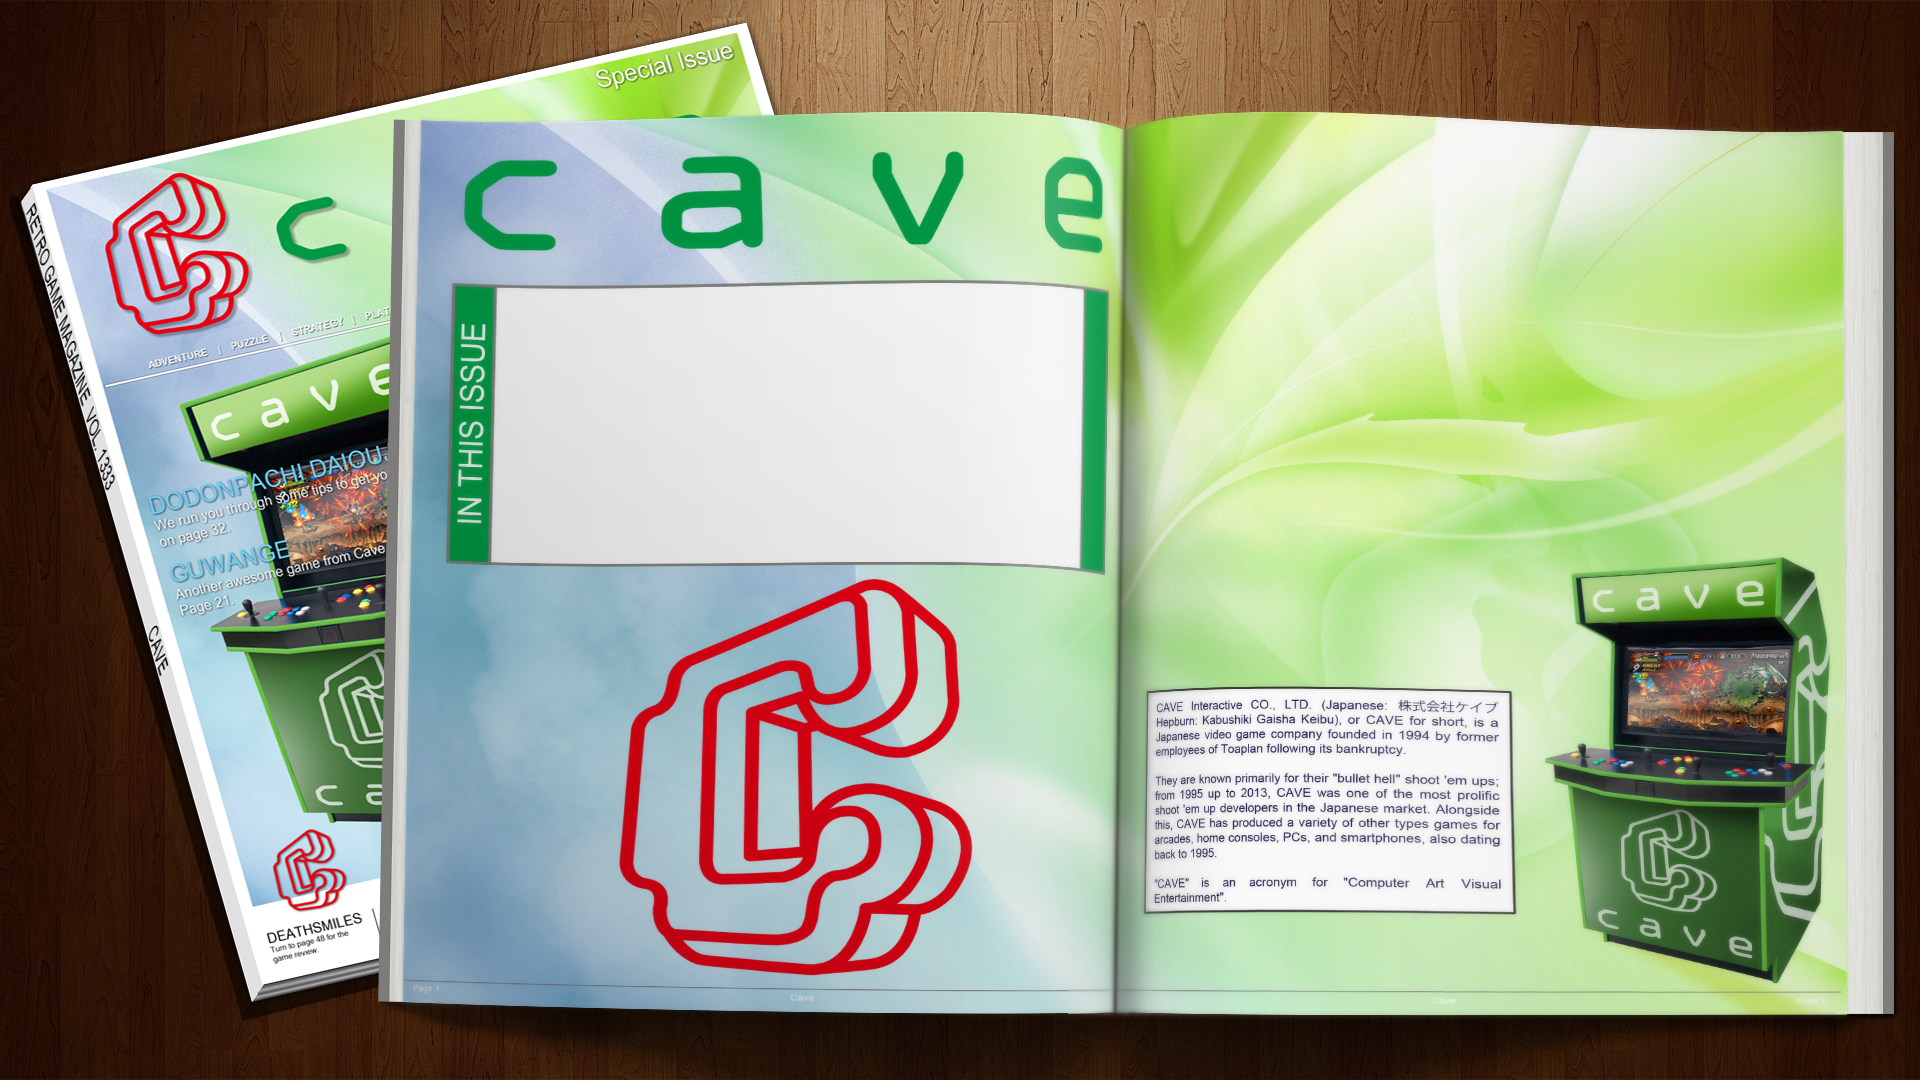 Special Issue
RETRO GAME MAGAZINE VOL. 1333
CAVE
c
ADVENTURE | PUZZLE | STRATEGY |
cave
DODONPACHI DAIOU
We run you through some tips to get yo
on page 32.
GUWANGE
Another awesome game from Cave
Page 21.
ca
DEATHSMILES
Turn to page 48 for the
game review.
cave
IN THIS ISSUE
Page 1
Cave
CAVE Interactive CO., LTD. (Japanese: 株式会社ケイブ
Hepburn: Kabushiki Gaisha Keibu), or CAVE for short, is a
Japanese video game company founded in 1994 by former
employees of Toaplan following its bankruptcy.
They are known primarily for their "bullet hell" shoot 'em ups;
from 1995 up to 2013, CAVE was one of the most prolific
shoot 'em up developers in the Japanese market. Alongside
this, CAVE has produced a variety of other types games for
arcades, home consoles, PCs, and smartphones, also dating
back to 1995.
"CAVE" is an acronym for "Computer Art Visual
Entertainment".
cave
cave
Cave
Page 2